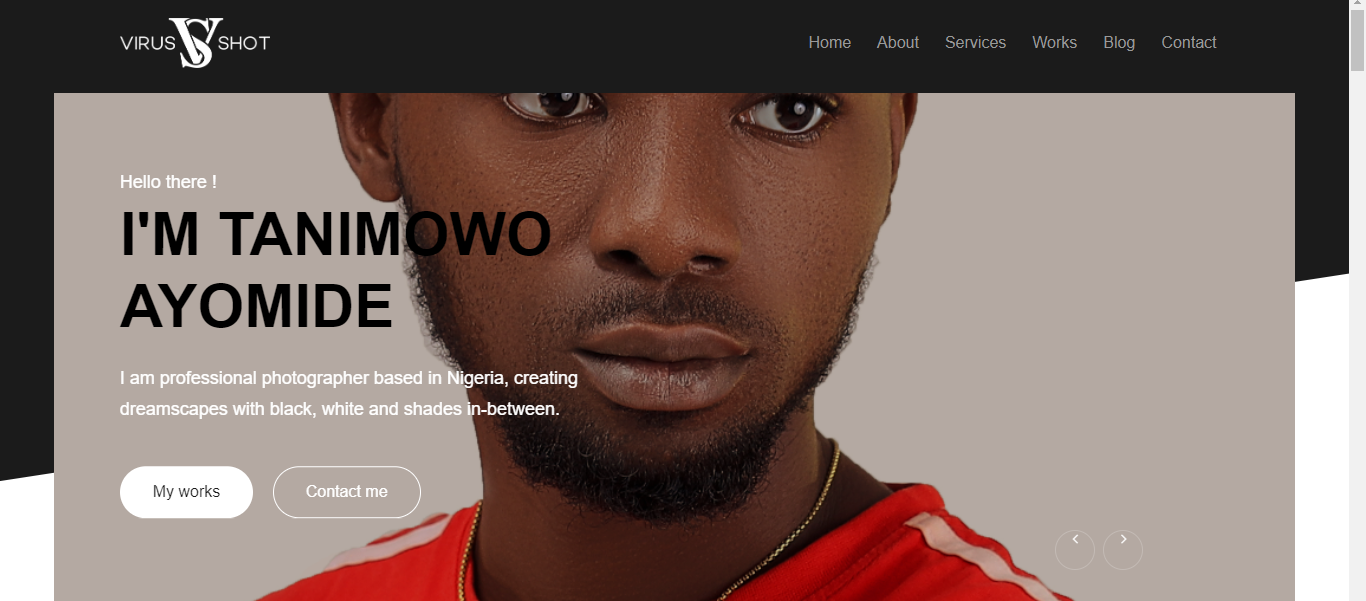 VIRUS VS SHOT
Home About Services Works Blog Contact
Hello there !
I'M TANIMOWO
AYOMIDE
I am professional photographer based in Nigeria, creating
dreamscapes with black, white and shades in-between.
My works Contact me